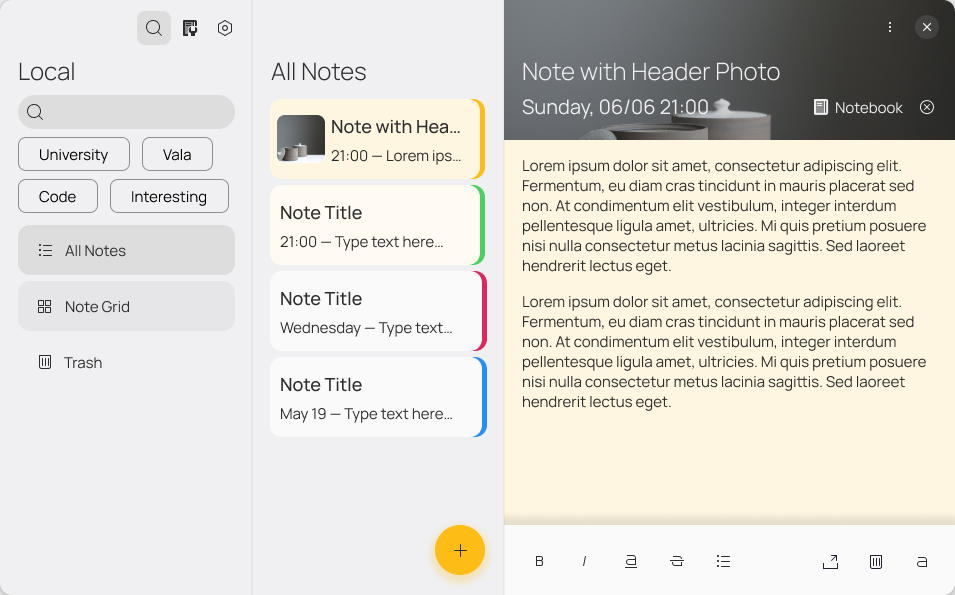 Local
University
Vala
Code
Interesting
All Notes
Note Grid
Trash
All Notes
Note with Hea...
21:00 — Lorem ips...
Note Title
21:00 — Type text here...
Note Title
Wednesday — Type text...
Note Title
May 19 — Type text here...
Note with Header Photo
Sunday, 06/06 21:00
Notebook
Lorem ipsum dolor sit amet, consectetur adipiscing elit.
Fermentum, eu diam cras tincidunt in mauris placerat sed
non. At condimentum elit vestibulum, integer interdum
pellentesque ligula amet, ultricies. Mi quis pretium posuere
nisi nulla consectetur metus lacinia sagittis. Sed laoreet
hendrerit lectus eget.
Lorem ipsum dolor sit amet, consectetur adipiscing elit.
Fermentum, eu diam cras tincidunt in mauris placerat sed
non. At condimentum elit vestibulum, integer interdum
pellentesque ligula amet, ultricies. Mi quis pretium posuere
nisi nulla consectetur metus lacinia sagittis. Sed laoreet
hendrerit lectus eget.
B I a a